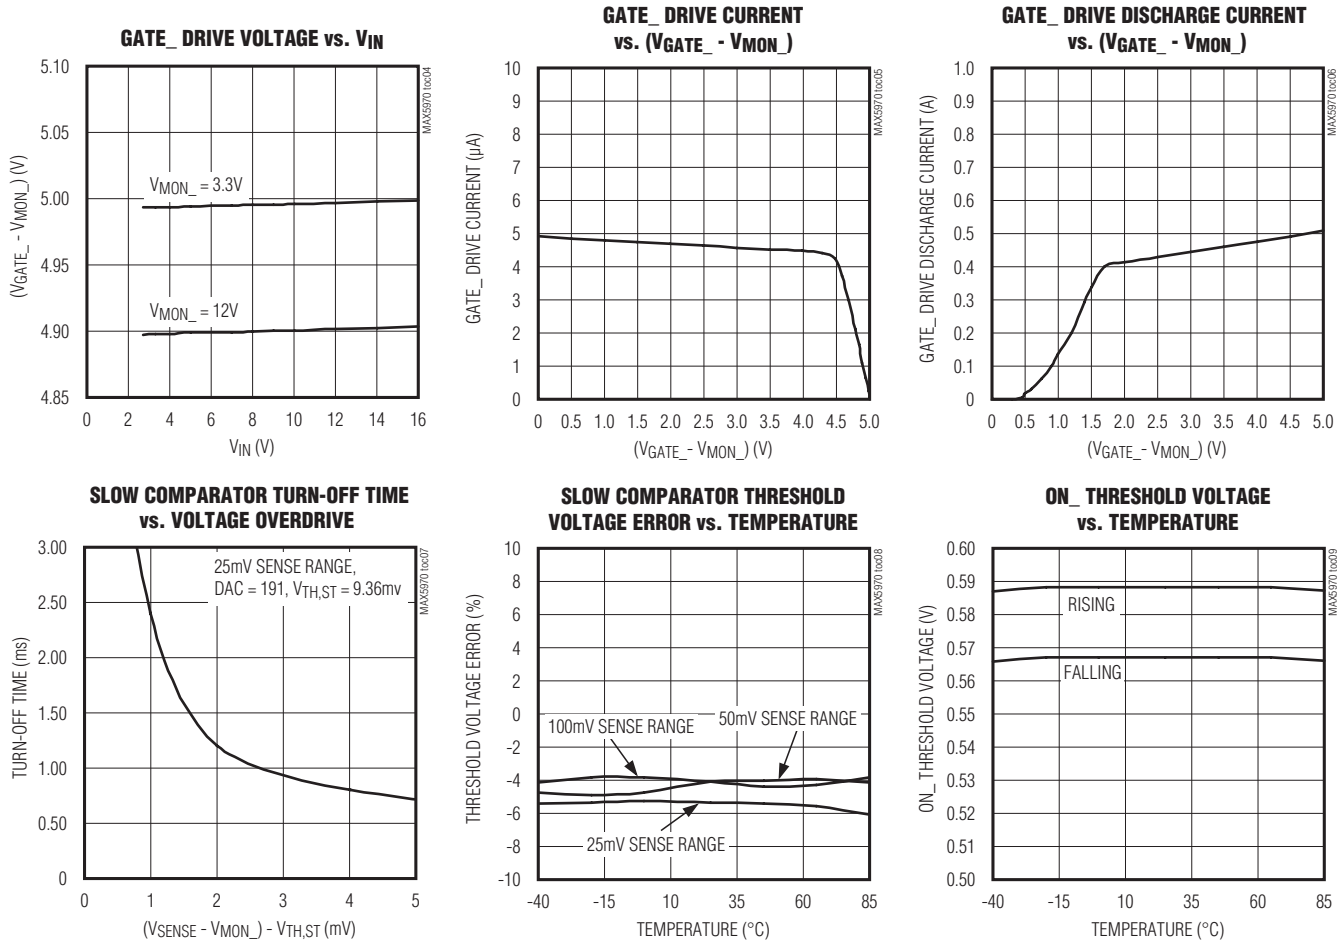 GATE_ DRIVE VOLTAGE vs. VIN
5.10
5.05
5.00
4.95
4.90
4.85
(VGATE_ - VMON_) (V)
VMON_ = 3.3V
VMON_ = 12V
0 2 4 6 8 10 12 14 16
VIN (V)
MAX5970 toc04
GATE_ DRIVE CURRENT
vs. (VGATE_ - VMON_)
10
9
8
7
6
5
4
3
2
1
0
GATE_ DRIVE CURRENT (µA)
0 0.5 1.0 1.5 2.0 2.5 3.0 3.5 4.0 4.5 5.0
(VGATE_- VMON_) (V)
MAX5970 toc05
GATE_ DRIVE DISCHARGE CURRENT
vs. (VGATE_ - VMON_)
1.0
0.9
0.8
0.7
0.6
0.5
0.4
0.3
0.2
0.1
0
GATE_ DRIVE DISCHARGE CURRENT (A)
0 0.5 1.0 1.5 2.0 2.5 3.0 3.5 4.0 4.5 5.0
(VGATE_- VMON_) (V)
MAX5970 toc06
SLOW COMPARATOR TURN-OFF TIME
vs. VOLTAGE OVERDRIVE
3.00
2.50
2.00
1.50
1.00
0.50
0
TURN-OFF TIME (ms)
25mV SENSE RANGE,
DAC = 191, VTH,ST = 9.36mv
0 1 2 3 4 5
(VSENSE - VMON_) - VTH,ST (mV)
MAX5970 toc07
SLOW COMPARATOR THRESHOLD
VOLTAGE ERROR vs. TEMPERATURE
10
8
6
4
2
0
-2
-4
-6
-8
-10
THRESHOLD VOLTAGE ERROR (%)
100mV SENSE RANGE
50mV SENSE RANGE
25mV SENSE RANGE
-40 -15 10 35 60 85
TEMPERATURE (°C)
MAX5970 toc08
ON_ THRESHOLD VOLTAGE
vs. TEMPERATURE
0.60
0.59
0.58
0.57
0.56
0.55
0.54
0.53
0.52
0.51
0.50
ON_ THRESHOLD VOLTAGE (V)
RISING
FALLING
-40 -15 10 35 60 85
TEMPERATURE (°C)
MAX5970 toc09